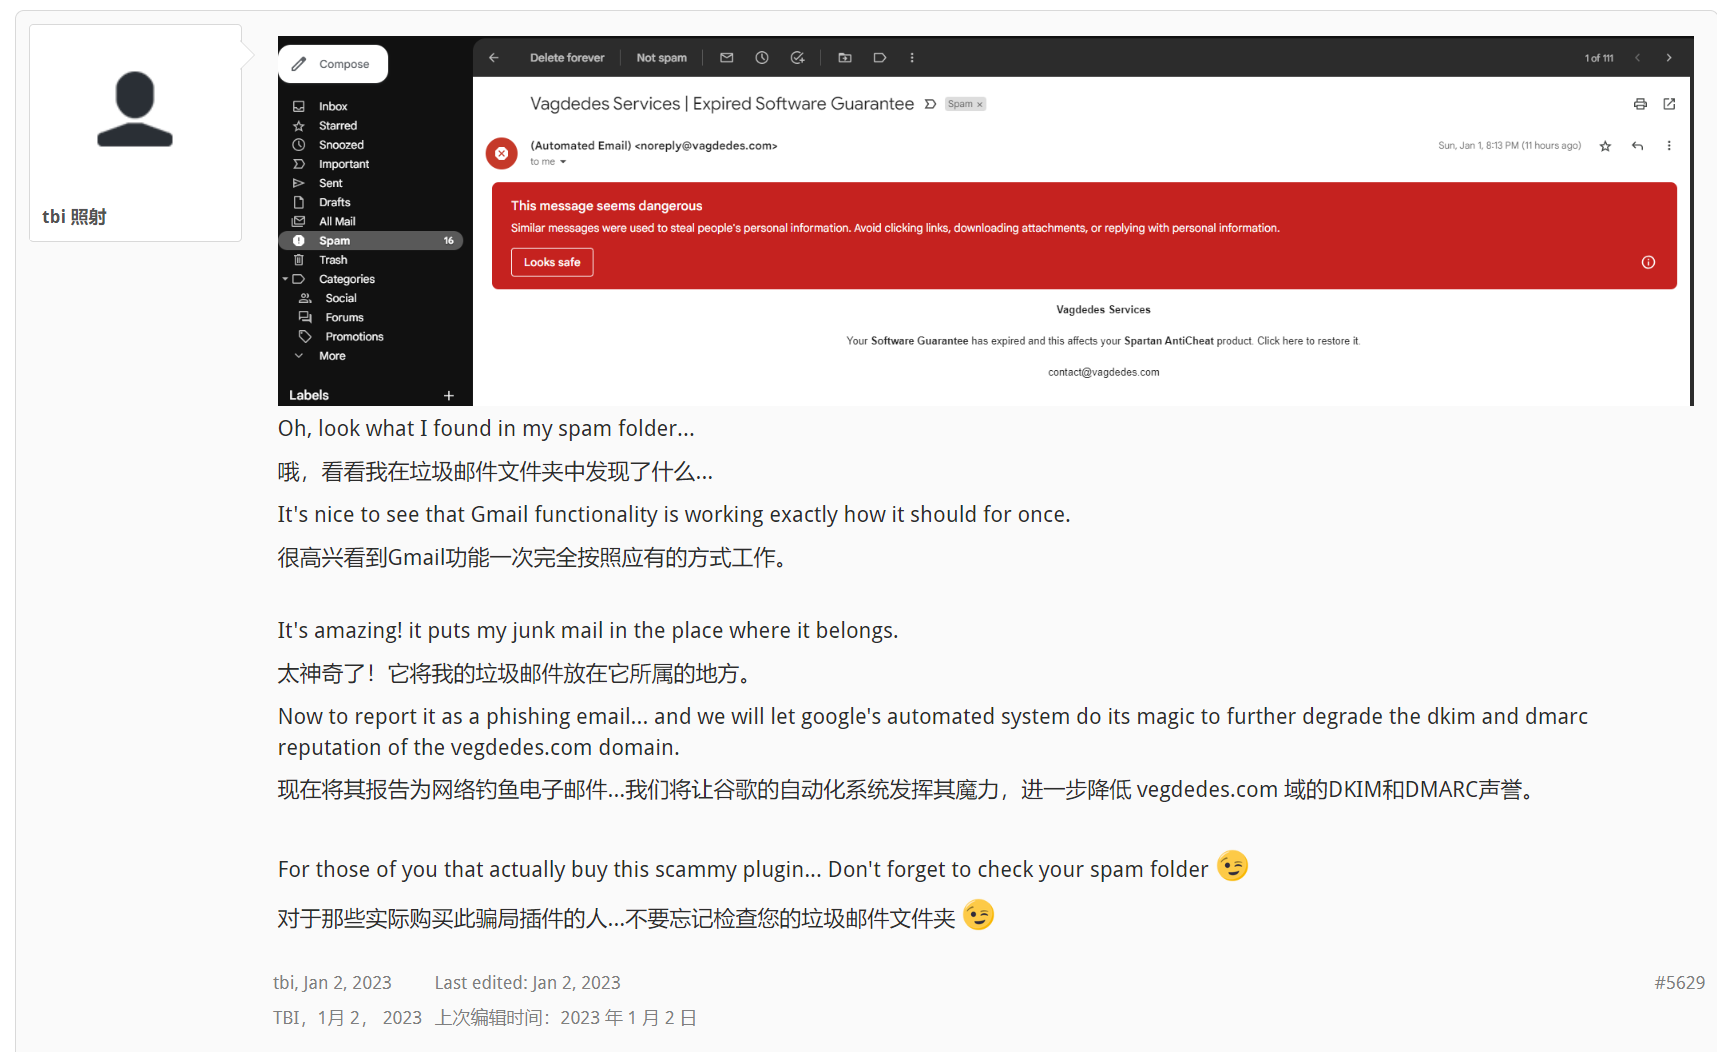 tbi 照射
Compose
Inbox
Starred
Snoozed
Important
Sent
Drafts
All Mail
Spam 16
Trash
Categories
Social
Forums
Promotions
More
Labels +
Delete forever Not spam 1 of 111
Vagdedes Services | Expired Software Guarantee Spam x
(Automated Email) <noreply@vagdedes.com> Sun, Jan 1, 8:13 PM (11 hours ago)
to me
This message seems dangerous
Similar messages were used to steal people's personal information. Avoid clicking links, downloading attachments, or replying with personal information.
Looks safe
Vagdedes Services
Your Software Guarantee has expired and this affects your Spartan AntiCheat product. Click here to restore it.
contact@vagdedes.com
Oh, look what I found in my spam folder...
哦，看看我在垃圾邮件文件夹中发现了什么...
It's nice to see that Gmail functionality is working exactly how it should for once.
很高兴看到Gmail功能一次完全按照应有的方式工作。
It's amazing! it puts my junk mail in the place where it belongs.
太神奇了！它将我的垃圾邮件放在它所属的地方。
Now to report it as a phishing email... and we will let google's automated system do its magic to further degrade the dkim and dmarc
reputation of the vegdedes.com domain.
现在将其报告为网络钓鱼电子邮件...我们将让谷歌的自动化系统发挥其魔力，进一步降低 vegdedes.com 域的DKIM和DMARC声誉。
For those of you that actually buy this scammy plugin... Don't forget to check your spam folder 😉
对于那些实际购买此骗局插件的人...不要忘记检查您的垃圾邮件文件夹 😉
tbi, Jan 2, 2023 Last edited: Jan 2, 2023 #5629
TBI，1月 2， 2023 上次编辑时间：2023 年 1 月 2 日